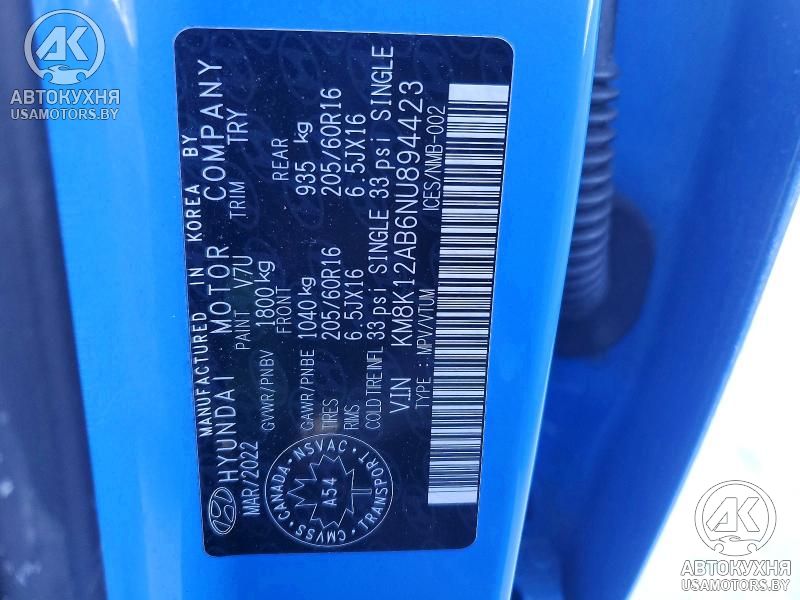 AK
АВТОКУХНЯ
USAMOTORS.BY
MANUFACTURED IN KOREA BY
HYUNDAI MOTOR COMPANY
MAR/2022 PAINT V7U TRIM TRY
GVWR/PNBV 1800 kg
FRONT REAR
GAWR/PNBE 1040 kg 935 kg
TIRES 205/60R16 205/60R16
RIMS 6.5JX16 6.5JX16
COLD TIRE INFL 33 psi SINGLE 33 psi SINGLE
VIN KM8K12AB6NU894423
TYPE : MPV/VTUM ICES/NMB-002
CANADA · NSVAC · TRANSPORT · CMVSS
A54
AK
АВТОКУХНЯ
USAMOTORS.BY